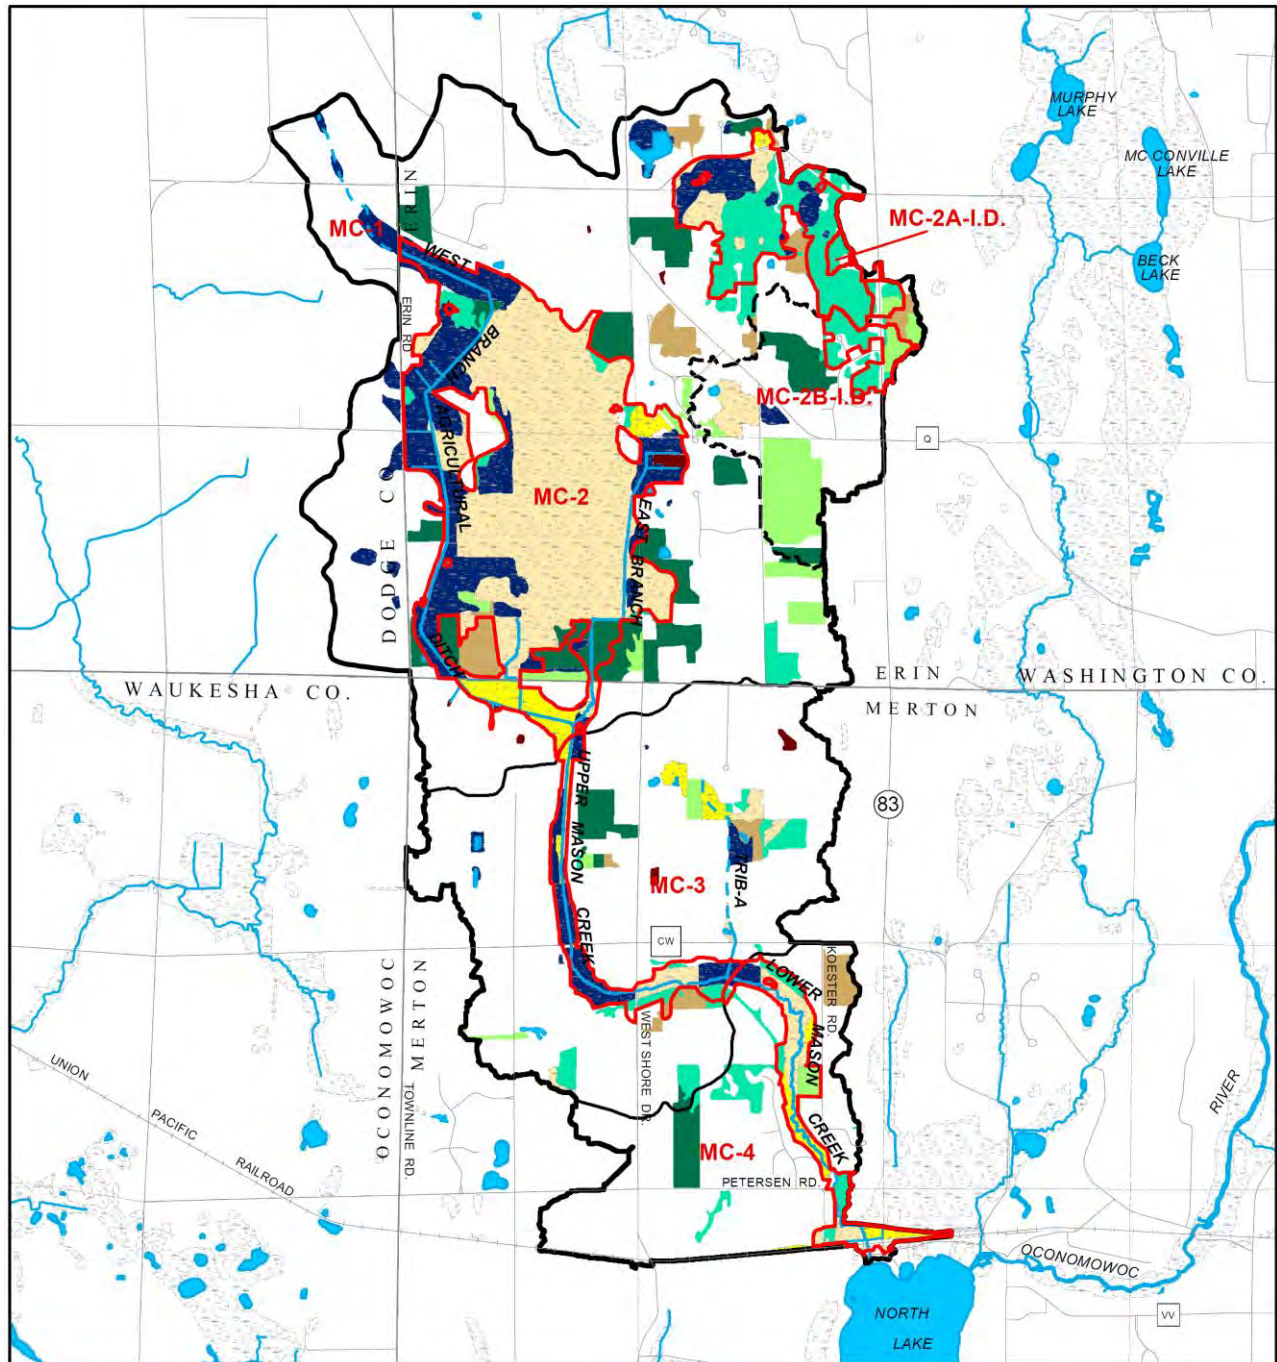 MURPHY
LAKE
MC CONVILLE
LAKE
ERIN
MC-1
WEST
MC-2A-I.D.
BECK
LAKE
ERIN RD
BRANCH
MC-2B-I.D.
AGRICULTURAL
Q
MC-2
EAST BRANCH
DODGE CO.
DITCH
WAUKESHA CO.
ERIN
WASHINGTON CO.
MERTON
UPPER MASON CREEK
83
TRIB-A
MC-3
CW
LOWER MASON CREEK
KOESTER RD.
OCONOMOWOC
MERTON
WEST SHORE DR.
UNION
PACIFIC
RAILROAD
TOWNLINE RD.
RIVER
MC-4
PETERSEN RD.
OCONOMOWOC
NORTH
LAKE
VV